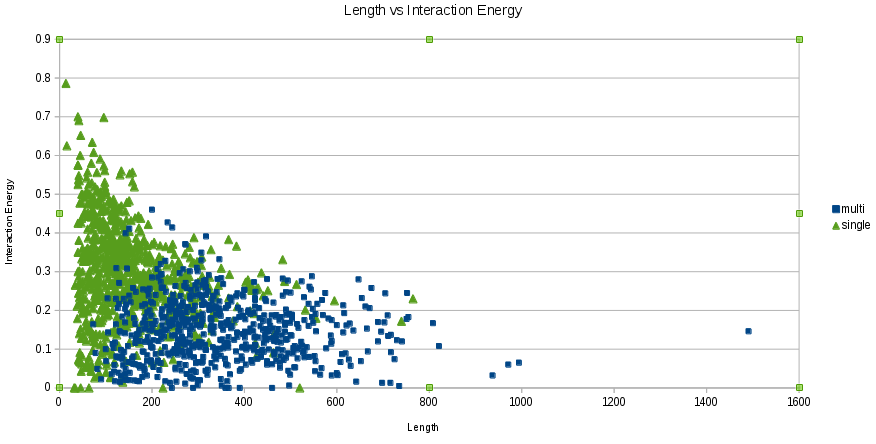 Length vs Interaction Energy
0.9
0.8
0.7
0.6
0.5
0.4
0.3
0.2
0.1
0
Interaction Energy
0 200 400 600 800 1000 1200 1400 1600
Length
multi
single